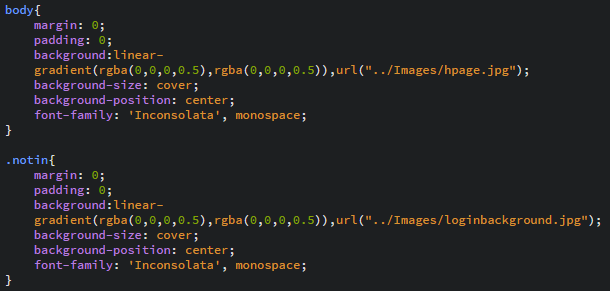 body{
    margin: 0;
    padding: 0;
    background:linear-
    gradient(rgba(0,0,0,0.5),rgba(0,0,0,0.5)),url("../Images/hpage.jpg");
    background-size: cover;
    background-position: center;
    font-family: 'Inconsolata', monospace;
}

.notin{
    margin: 0;
    padding: 0;
    background:linear-
    gradient(rgba(0,0,0,0.5),rgba(0,0,0,0.5)),url("../Images/loginbackground.jpg");
    background-size: cover;
    background-position: center;
    font-family: 'Inconsolata', monospace;
}